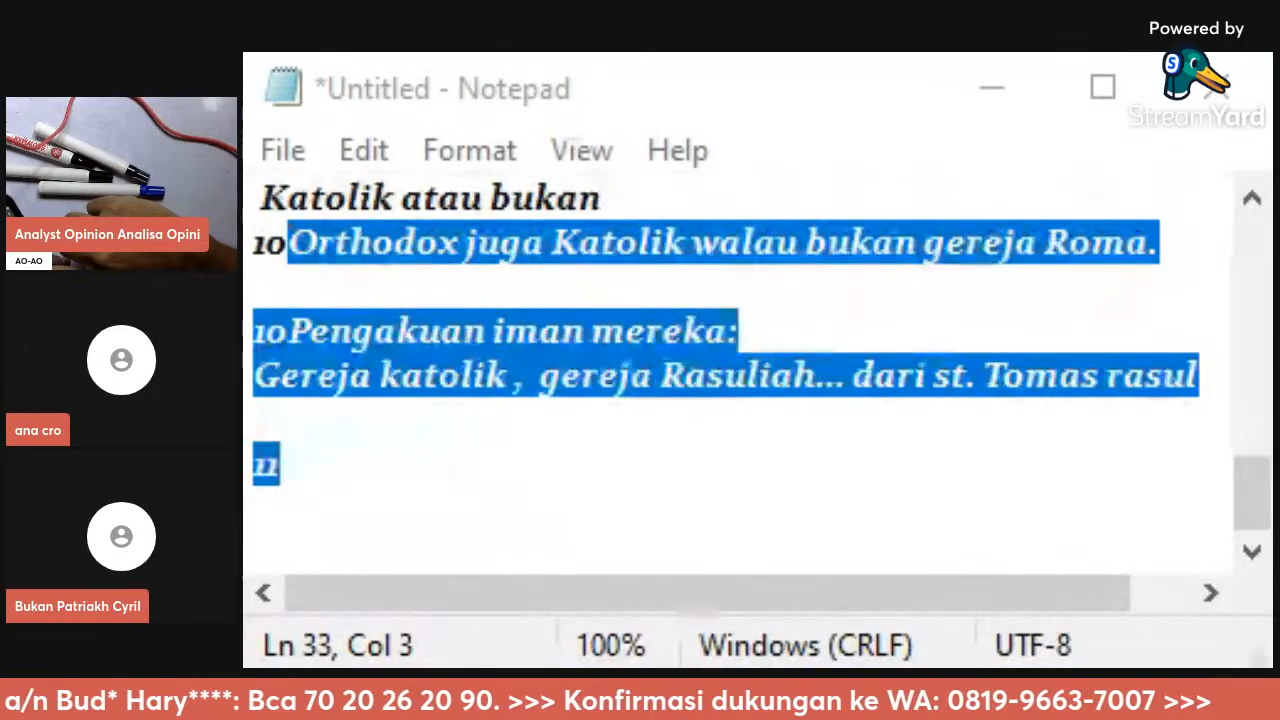 Powered by
StreamYard
*Untitled - Notepad
File Edit Format View Help
Katolik atau bukan
10Orthodox juga Katolik walau bukan gereja Roma.
10Pengakuan iman mereka:
Gereja katolik , gereja Rasuliah... dari st. Tomas rasul
11
Ln 33, Col 3 100% Windows (CRLF) UTF-8
Analyst Opinion Analisa Opini
AO-AO
ana cro
Bukan Patriakh Cyril
a/n Bud* Hary****: Bca 70 20 26 20 90. >>> Konfirmasi dukungan ke WA: 0819-9663-7007 >>>